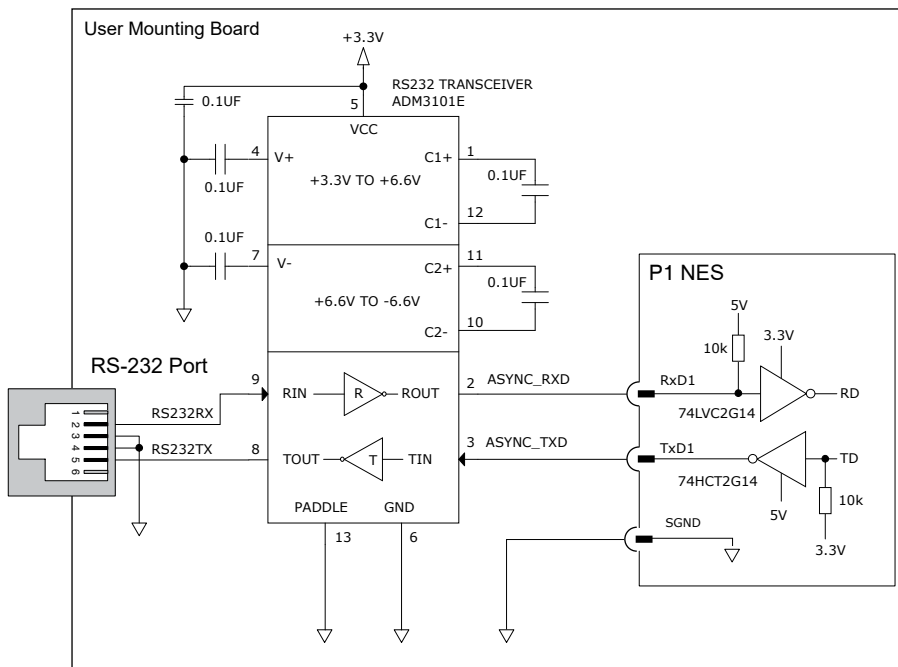 User Mounting Board
+3.3V
RS232 TRANSCEIVER
ADM3101E
0.1UF
5
VCC
4
V+
C1+
1
0.1UF
+3.3V TO +6.6V
0.1UF
12
C1-
0.1UF
7
V-
C2+
11
+6.6V TO -6.6V
0.1UF
10
C2-
P1 NES
5V
3.3V
10k
RS-232 Port
9
RIN
R
ROUT
2
ASYNC_RXD
RxD1
RD
74LVC2G14
1
2
3
4
5
6
RS232RX
RS232TX
8
TOUT
T
TIN
3
ASYNC_TXD
TxD1
TD
74HCT2G14
5V
10k
3.3V
PADDLE
GND
13
6
SGND